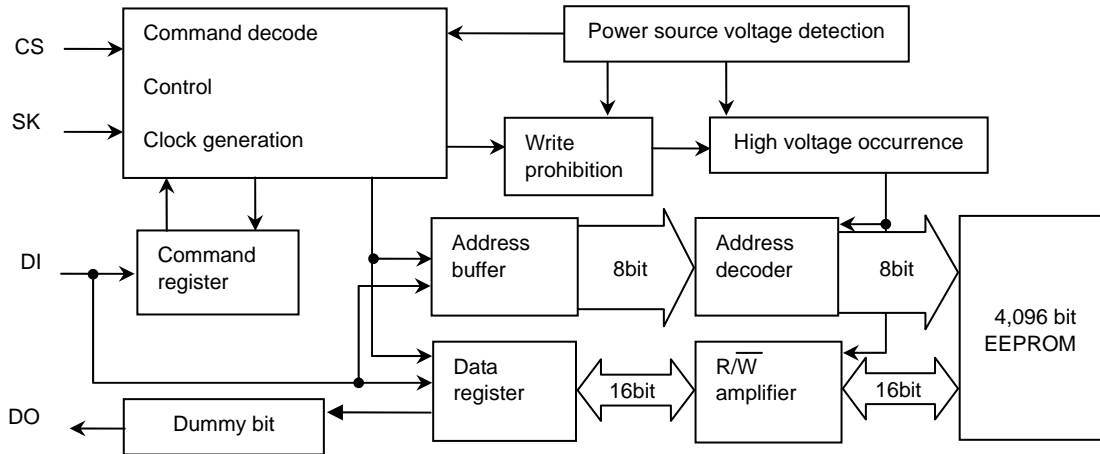 CS
Command decode
Power source voltage detection
Control
SK
Clock generation
Write
prohibition
High voltage occurrence
DI
Command
register
Address
buffer
8bit
Address
decoder
8bit
4,096 bit
EEPROM
Data
register
16bit
R/W̅
amplifier
16bit
DO
Dummy bit